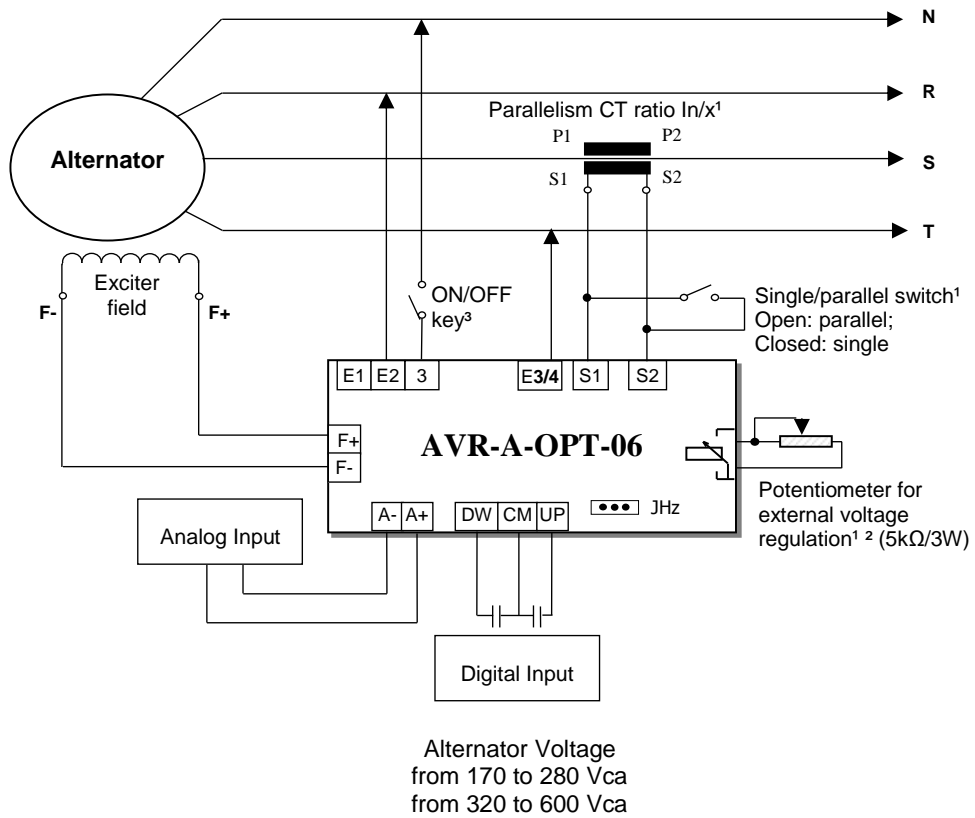 N
R
Parallelism CT ratio In/x¹
P1 P2
Alternator
S
S1 S2
T
Exciter
field
F- F+
ON/OFF
key³
Single/parallel switch¹
Open: parallel;
Closed: single
E1 E2 3 E3/4 S1 S2
F+
F-
AVR-A-OPT-06
A- A+ DW CM UP JHz
Potentiometer for
external voltage
regulation¹ ² (5kΩ/3W)
Analog Input
Digital Input
Alternator Voltage
from 170 to 280 Vca
from 320 to 600 Vca